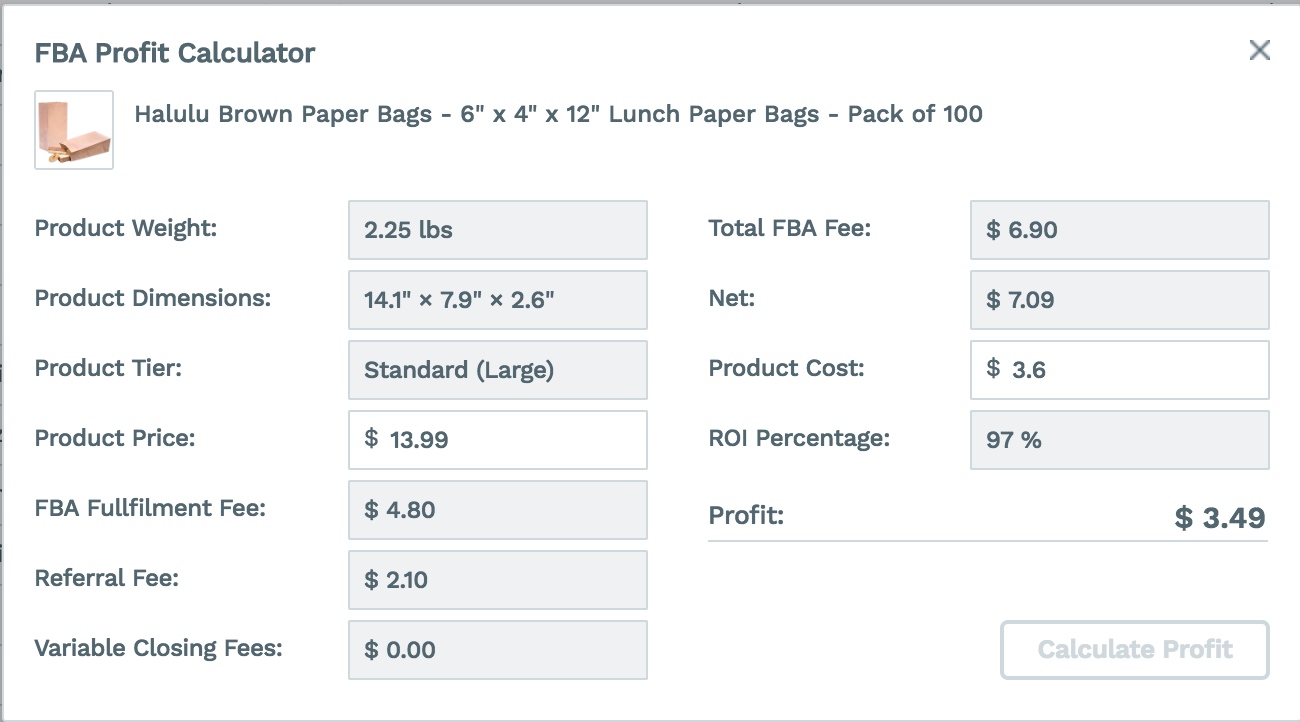 FBA Profit Calculator
Halulu Brown Paper Bags - 6" x 4" x 12" Lunch Paper Bags - Pack of 100
Product Weight: 2.25 lbs
Product Dimensions: 14.1" × 7.9" × 2.6"
Product Tier: Standard (Large)
Product Price: $ 13.99
FBA Fullfilment Fee: $ 4.80
Referral Fee: $ 2.10
Variable Closing Fees: $ 0.00
Total FBA Fee: $ 6.90
Net: $ 7.09
Product Cost: $ 3.6
ROI Percentage: 97 %
Profit: $ 3.49
Calculate Profit